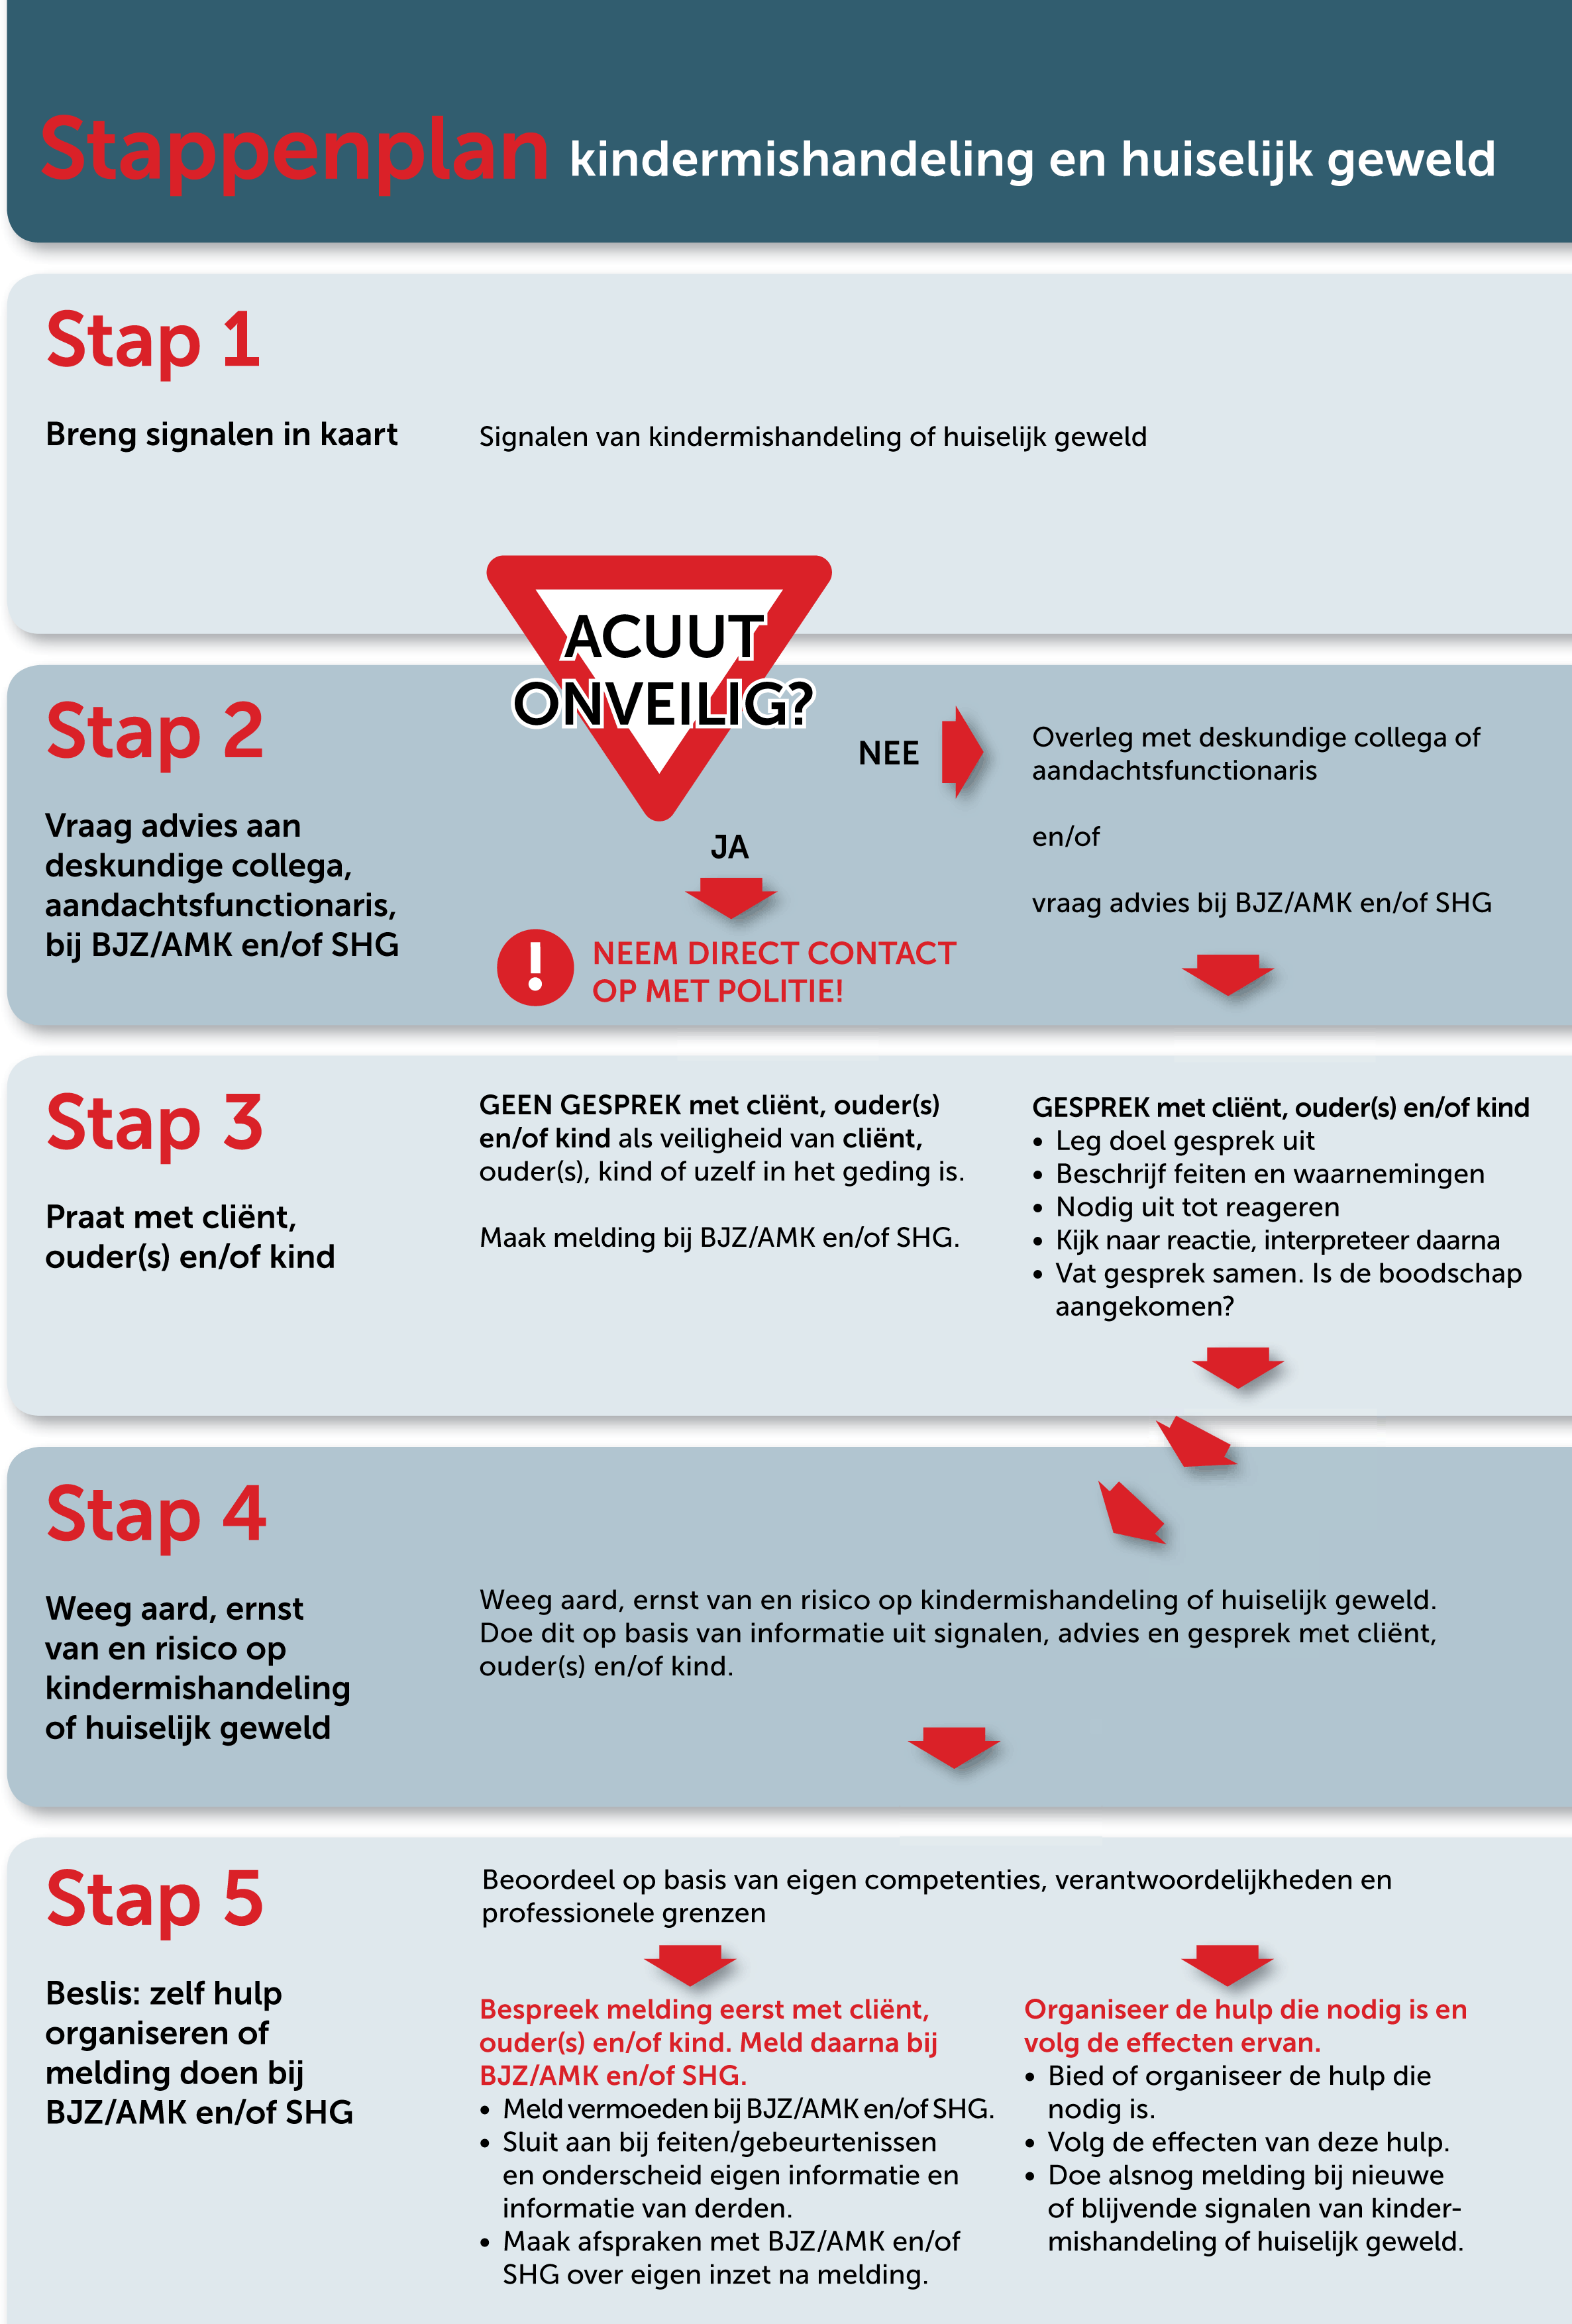 Stappenplan kindermishandeling en huiselijk geweld
Stap 1
Breng signalen in kaart
Signalen van kindermishandeling of huiselijk geweld
ACUUT
ONVEILIG?
Stap 2
Vraag advies aan
deskundige collega,
aandachtsfunctionaris,
bij BJZ/AMK en/of SHG
JA
NEEM DIRECT CONTACT
OP MET POLITIE!
NEE
Overleg met deskundige collega of
aandachtsfunctionaris
en/of
vraag advies bij BJZ/AMK en/of SHG
Stap 3
Praat met cliënt,
ouder(s) en/of kind
GEEN GESPREK met cliënt, ouder(s)
en/of kind als veiligheid van cliënt,
ouder(s), kind of uzelf in het geding is.
Maak melding bij BJZ/AMK en/of SHG.
GESPREK met cliënt, ouder(s) en/of kind
• Leg doel gesprek uit
• Beschrijf feiten en waarnemingen
• Nodig uit tot reageren
• Kijk naar reactie, interpreteer daarna
• Vat gesprek samen. Is de boodschap
aangekomen?
Stap 4
Weeg aard, ernst
van en risico op
kindermishandeling
of huiselijk geweld
Weeg aard, ernst van en risico op kindermishandeling of huiselijk geweld.
Doe dit op basis van informatie uit signalen, advies en gesprek met cliënt,
ouder(s) en/of kind.
Stap 5
Beslis: zelf hulp
organiseren of
melding doen bij
BJZ/AMK en/of SHG
Beoordeel op basis van eigen competenties, verantwoordelijkheden en
professionele grenzen
Bespreek melding eerst met cliënt,
ouder(s) en/of kind. Meld daarna bij
BJZ/AMK en/of SHG.
• Meld vermoeden bij BJZ/AMK en/of SHG.
• Sluit aan bij feiten/gebeurtenissen
en onderscheid eigen informatie en
informatie van derden.
• Maak afspraken met BJZ/AMK en/of
SHG over eigen inzet na melding.
Organiseer de hulp die nodig is en
volg de effecten ervan.
• Bied of organiseer de hulp die
nodig is.
• Volg de effecten van deze hulp.
• Doe alsnog melding bij nieuwe
of blijvende signalen van kinder-
mishandeling of huiselijk geweld.